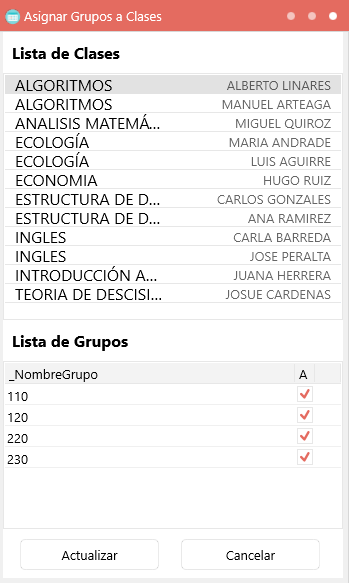 Asignar Grupos a Clases
Lista de Clases
ALGORITMOS ALBERTO LINARES
ALGORITMOS MANUEL ARTEAGA
ANALISIS MATEMÁ... MIGUEL QUIROZ
ECOLOGÍA MARIA ANDRADE
ECOLOGÍA LUIS AGUIRRE
ECONOMIA HUGO RUIZ
ESTRUCTURA DE D... CARLOS GONZALES
ESTRUCTURA DE D... ANA RAMIREZ
INGLES CARLA BARREDA
INGLES JOSE PERALTA
INTRODUCCIÓN A... JUANA HERRERA
TEORIA DE DESCISI... JOSUE CARDENAS
Lista de Grupos
_NombreGrupo A
110
120
220
230
Actualizar Cancelar